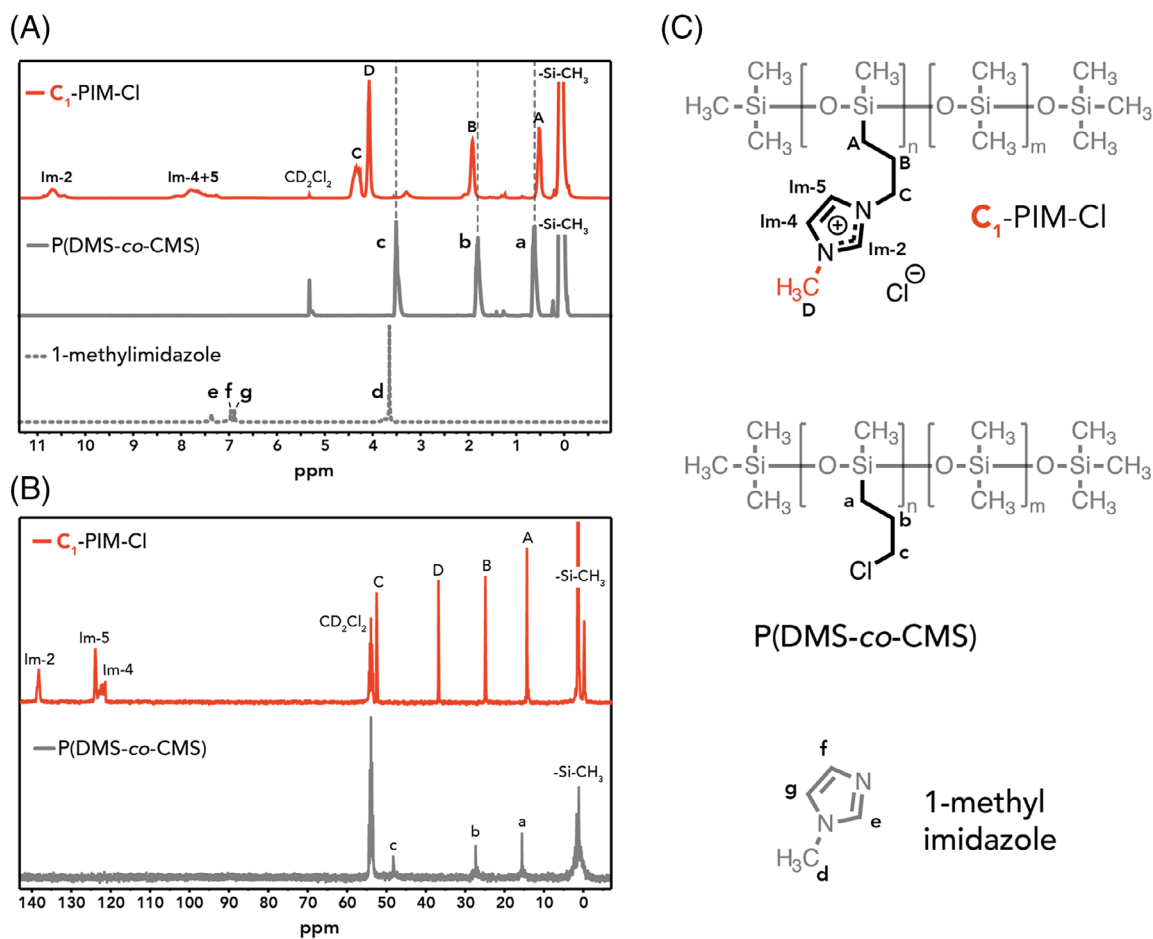 (A)
C₁-PIM-Cl
D
-Si-CH₃
B
A
C
Im-2
Im-4+5
CD₂Cl₂
P(DMS-co-CMS)
-Si-CH₃
c
b
a
1-methylimidazole
e
f
g
d
11 10 9 8 7 6 5 4 3 2 1 0
ppm
(B)
C₁-PIM-Cl
A
B
D
C
-Si-CH₃
CD₂Cl₂
Im-5
Im-2
Im-4
P(DMS-co-CMS)
-Si-CH₃
a
b
c
140 130 120 110 100 90 80 70 60 50 40 30 20 10 0
ppm
(C)
CH₃ CH₃ CH₃ CH₃
H₃C Si O Si O Si O Si CH₃
CH₃ CH₃ CH₃
n m
A
B
C
Im-5
N
Im-4
+
Im-2
N
H₃C
D
Cl −
C₁-PIM-Cl
CH₃ CH₃ CH₃ CH₃
H₃C Si O Si O Si O Si CH₃
CH₃ CH₃ CH₃
n m
a
b
c
Cl
P(DMS-co-CMS)
f
N
g
N
e
H₃C
d
1-methyl
imidazole